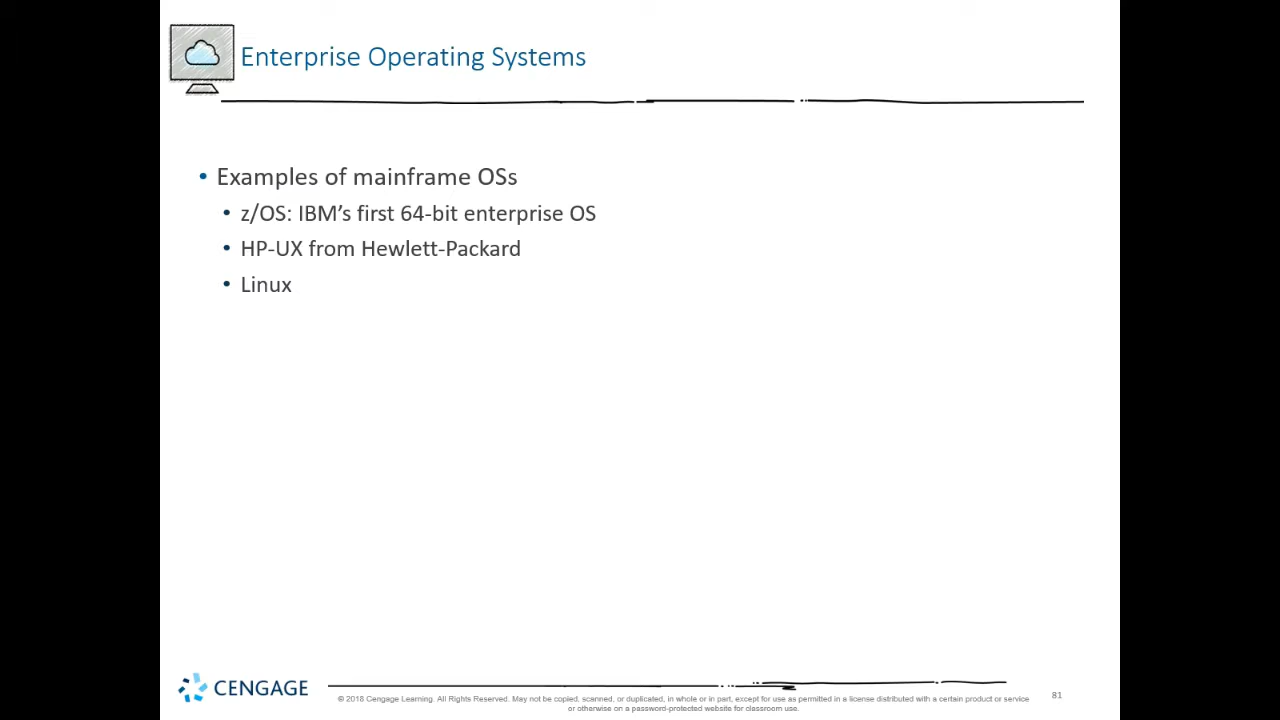 Enterprise Operating Systems
• Examples of mainframe OSs
• z/OS: IBM’s first 64-bit enterprise OS
• HP-UX from Hewlett-Packard
• Linux
CENGAGE
© 2018 Cengage Learning. All Rights Reserved. May not be copied, scanned, or duplicated, in whole or in part, except for use as permitted in a license distributed with a certain product or service
or otherwise on a password-protected website for classroom use.
81